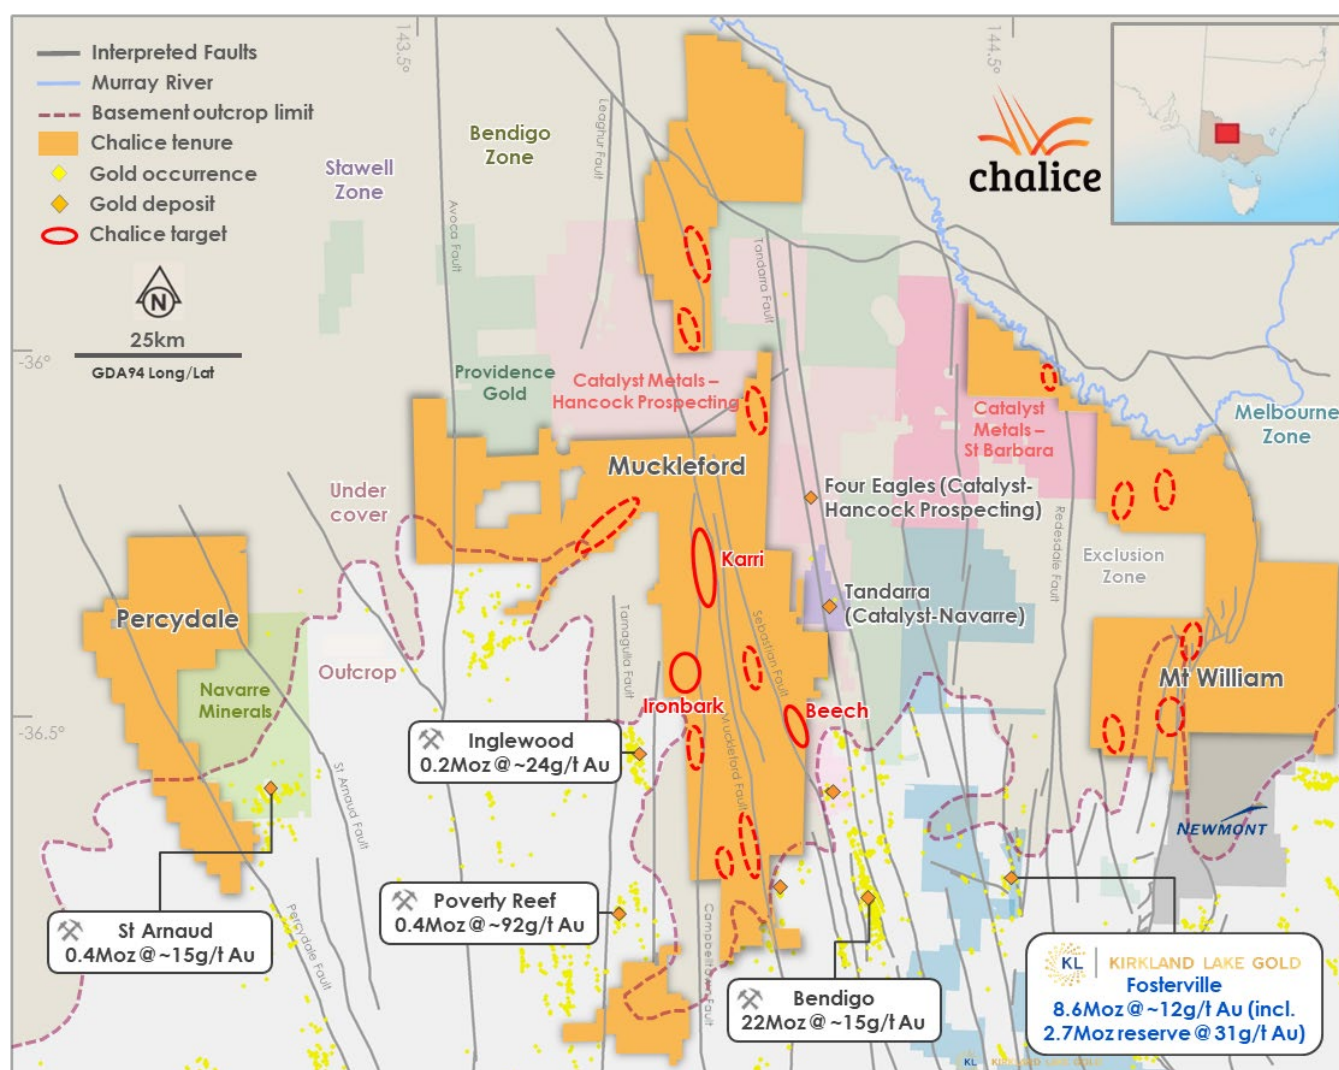 Interpreted Faults
Murray River
Basement outcrop limit
Chalice tenure
Gold occurrence
Gold deposit
Chalice target
N
25km
GDA94 Long/Lat
143.5°
144.5°
-36°
-36.5°
Stawell
Zone
Bendigo
Zone
Melbourne
Zone
chalice
Leaghur Fault
Avoca Fault
Tandarra Fault
Providence
Gold
Catalyst Metals –
Hancock Prospecting
Catalyst
Metals –
St Barbara
Muckleford
Under
cover
Four Eagles (Catalyst-
Hancock Prospecting)
Redesdale Fault
Exclusion
Zone
Karri
Tandarra
(Catalyst-Navarre)
Percydale
Outcrop
Tarnagulla Fault
Sebastian Fault
Navarre
Minerals
Ironbark
Beech
Mt William
Muckleford Fault
St Arnaud Fault
Inglewood
0.2Moz @ ~24g/t Au
NEWMONT
Poverty Reef
0.4Moz @ ~92g/t Au
St Arnaud
0.4Moz @ ~15g/t Au
Percydale Fault
Campbelltown Fault
Bendigo
22Moz @ ~15g/t Au
KL KIRKLAND LAKE GOLD
Fosterville
8.6Moz @ ~12g/t Au (incl.
2.7Moz reserve @ 31g/t Au)
KL KIRKLAND LAKE GOLD